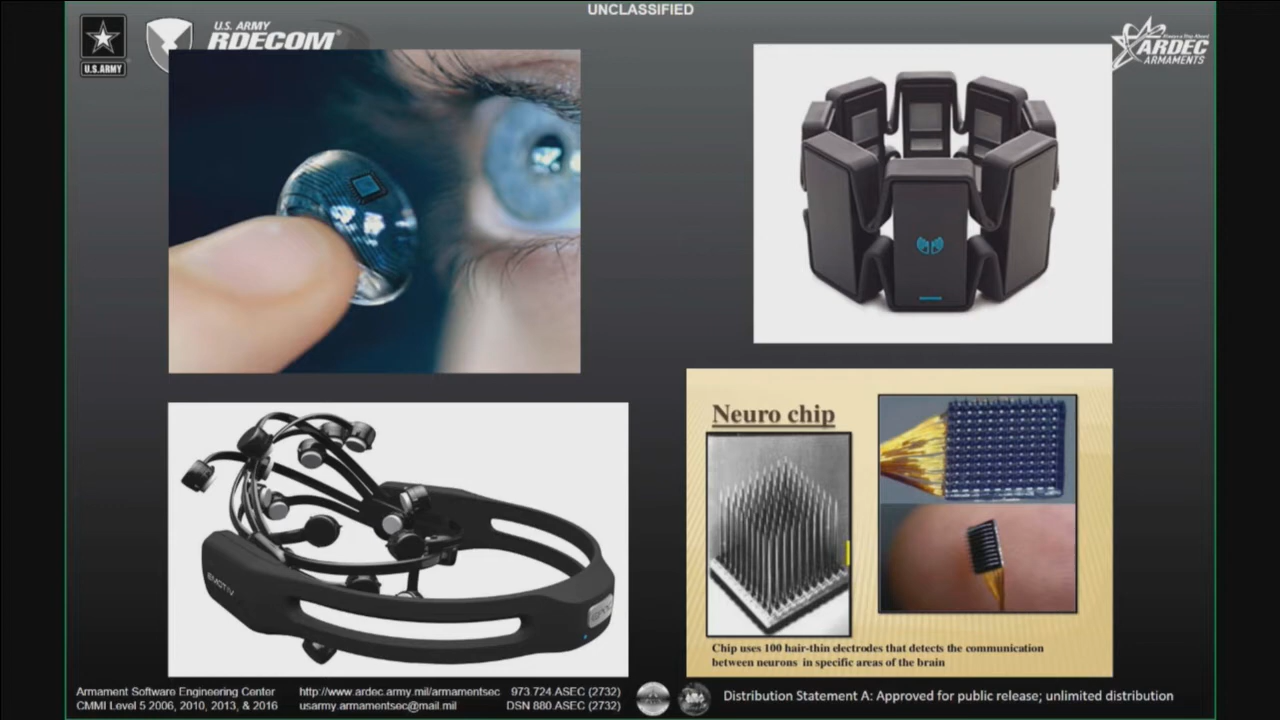 UNCLASSIFIED
U.S. ARMY
RDECOM
U.S.ARMY
ARDEC
ARMAMENTS
EMOTIV
Neuro chip
Chip uses 100 hair-thin electrodes that detects the communication
between neurons in specific areas of the brain
Armament Software Engineering Center
CMMI Level 5 2006, 2010, 2013, & 2016
http://www.ardec.army.mil/armamentsec
usarmy.armamentsec@mail.mil
973.724.ASEC (2732)
DSN 880.ASEC (2732)
Distribution Statement A: Approved for public release; unlimited distribution